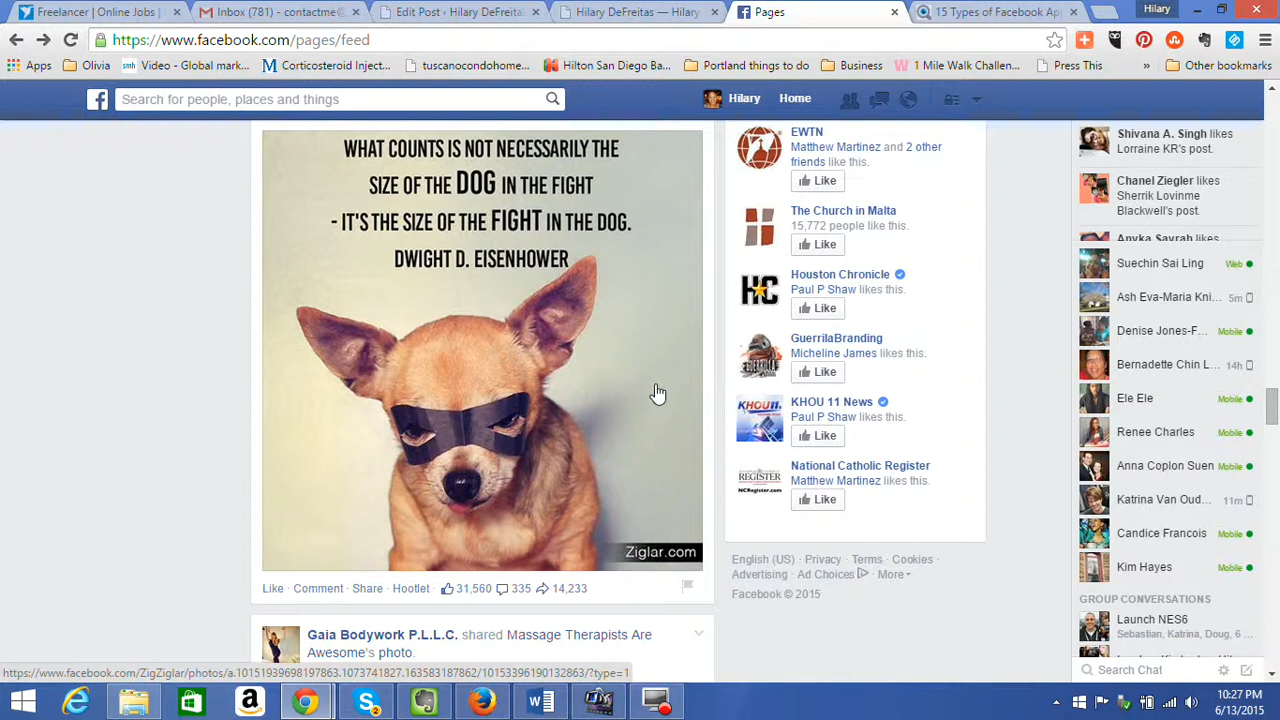 Freelancer | Online Jobs |
Inbox (781) - contactme@
Edit Post ‹ Hilary DeFreitas
Hilary DeFreitas — Hilary
Pages
15 Types of Facebook Ap
Hilary
https://www.facebook.com/pages/feed
Apps
Olivia
smh
Video - Global mark...
Corticosteroid Inject...
tuscanocondohome...
Hilton San Diego Ba...
Portland things to do
Business
1 Mile Walk Challen...
Press This
»
Other bookmarks
Search for people, places and things
Hilary
Home
WHAT COUNTS IS NOT NECESSARILY THE
SIZE OF THE DOG IN THE FIGHT
- IT'S THE SIZE OF THE FIGHT IN THE DOG.
DWIGHT D. EISENHOWER
Ziglar.com
Like · Comment · Share · Hootlet · 31,560 335 14,233
Gaia Bodywork P.L.L.C. shared Massage Therapists Are
Awesome's photo.
EWTN
Matthew Martinez and 2 other
friends like this.
Like
The Church in Malta
15,772 people like this.
Like
HC
Houston Chronicle
Paul P Shaw likes this.
Like
GuerrilaBranding
Micheline James likes this.
Like
KHOU 11
KHOU 11 News
Paul P Shaw likes this.
Like
REGISTER
NCRegister.com
National Catholic Register
Matthew Martinez likes this.
Like
English (US) · Privacy · Terms · Cookies ·
Advertising · Ad Choices · More
Facebook © 2015
Shivana A. Singh likes
Lorraine KR's post.
Chanel Ziegler likes
Sherrik Lovinme
Blackwell's post.
Suechin Sai Ling Web
Ash Eva-Maria Kni... 5m
Denise Jones-F... Mobile
Bernadette Chin L... 14h
Ele Ele Mobile
Renee Charles Mobile
Anna Coplon Suen Mobile
Katrina Van Oud... 11m
Candice Francois Mobile
Kim Hayes Mobile
GROUP CONVERSATIONS
Launch NES6
Sebastian, Katrina, Doug, 6 ...
Search Chat
https://www.facebook.com/ZigZiglar/photos/a.10151939698197863.1073741827.163583187862/10153396190132863/?type=1
10:27 PM
6/13/2015